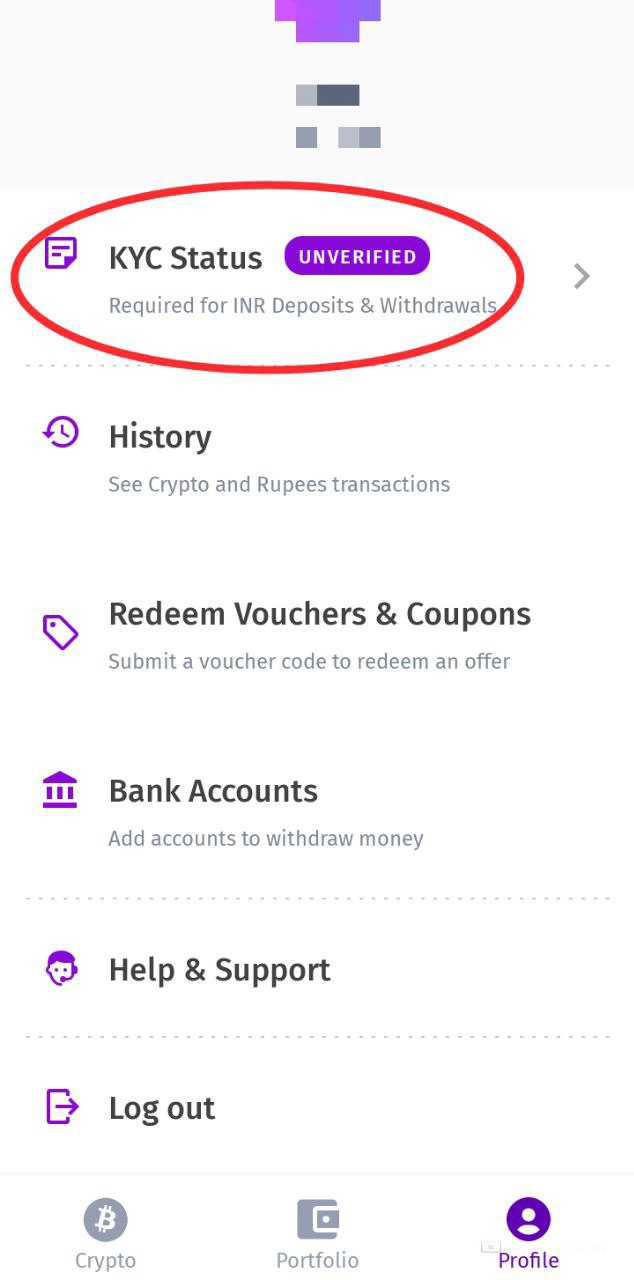 KYC Status UNVERIFIED
Required for INR Deposits & Withdrawals
History
See Crypto and Rupees transactions
Redeem Vouchers & Coupons
Submit a voucher code to redeem an offer
Bank Accounts
Add accounts to withdraw money
Help & Support
Log out
Crypto Portfolio Profile